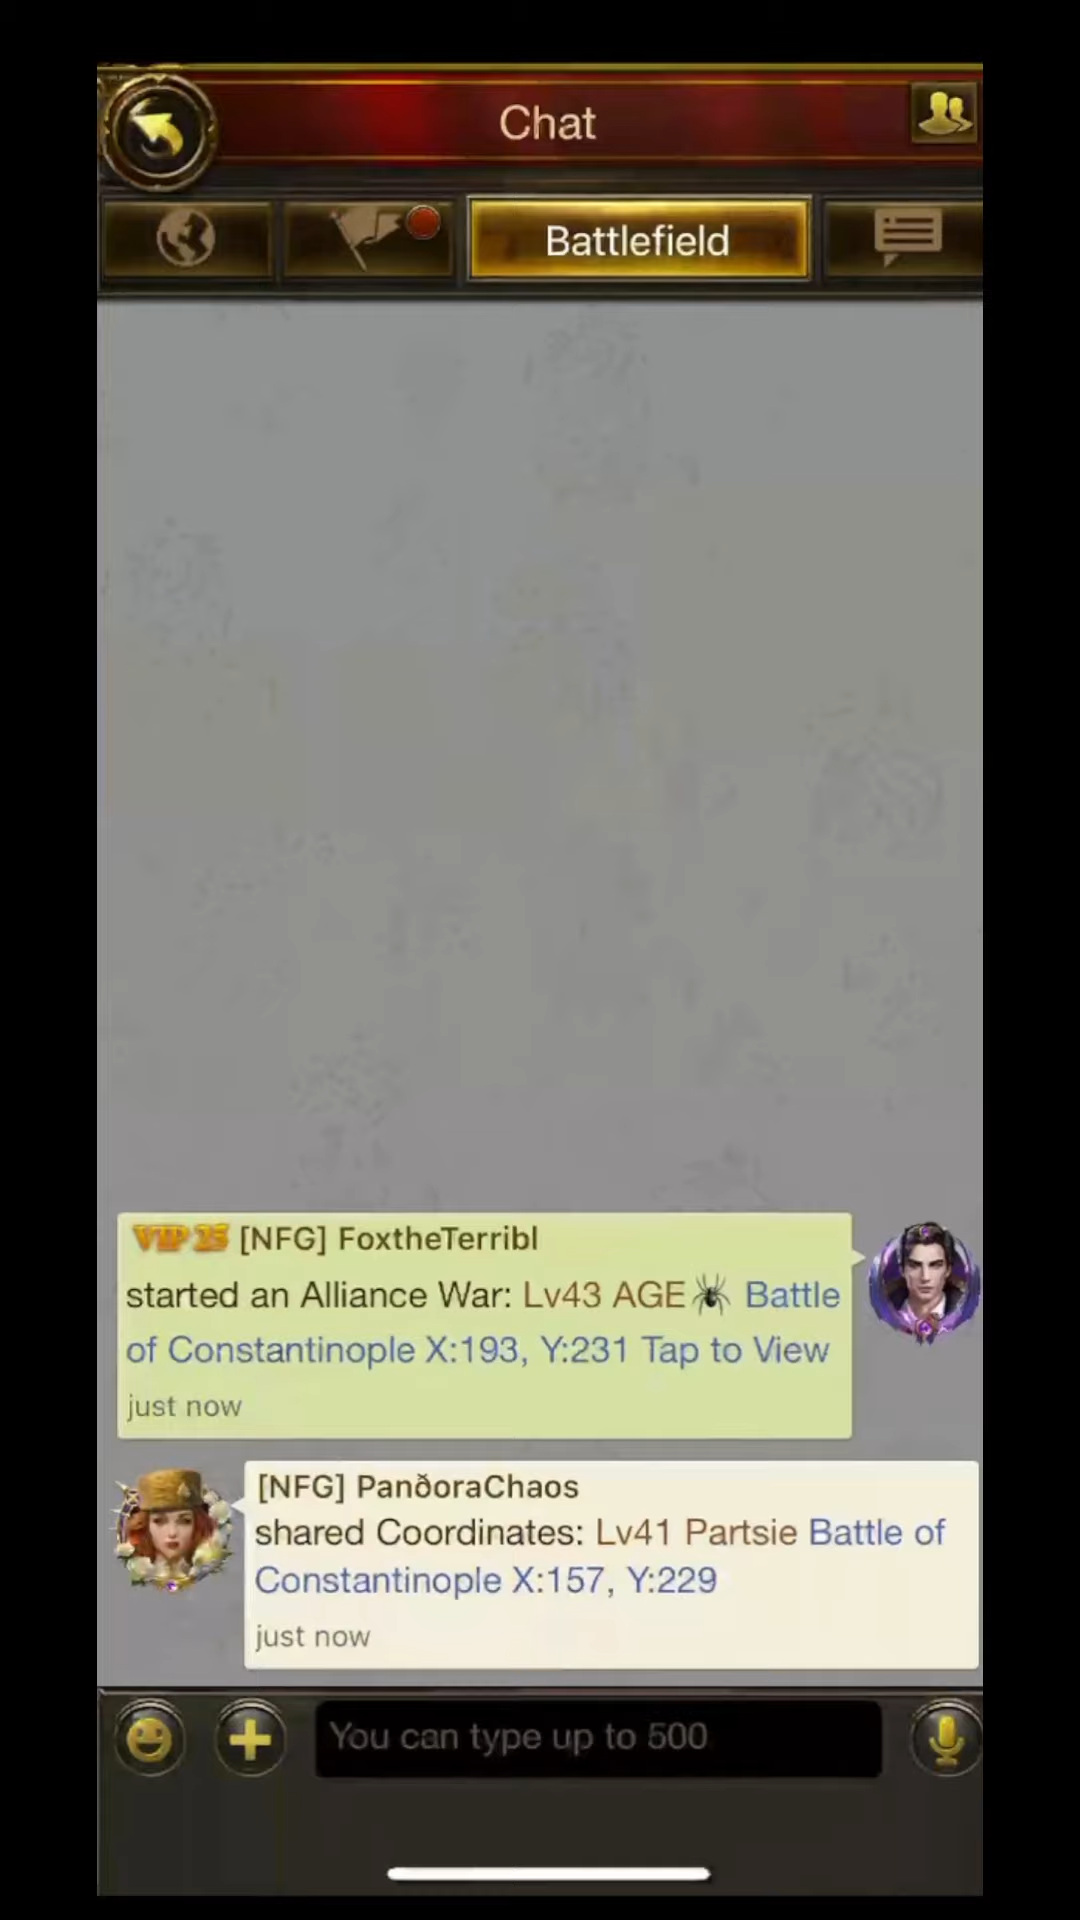 Chat
Battlefield
VIP 25 [NFG] FoxtheTerribl
started an Alliance War: Lv43 AGE🕷 Battle
of Constantinople X:193, Y:231 Tap to View
just now
[NFG] PanðoraChaos
shared Coordinates: Lv41 Partsie Battle of
Constantinople X:157, Y:229
just now
You can type up to 500